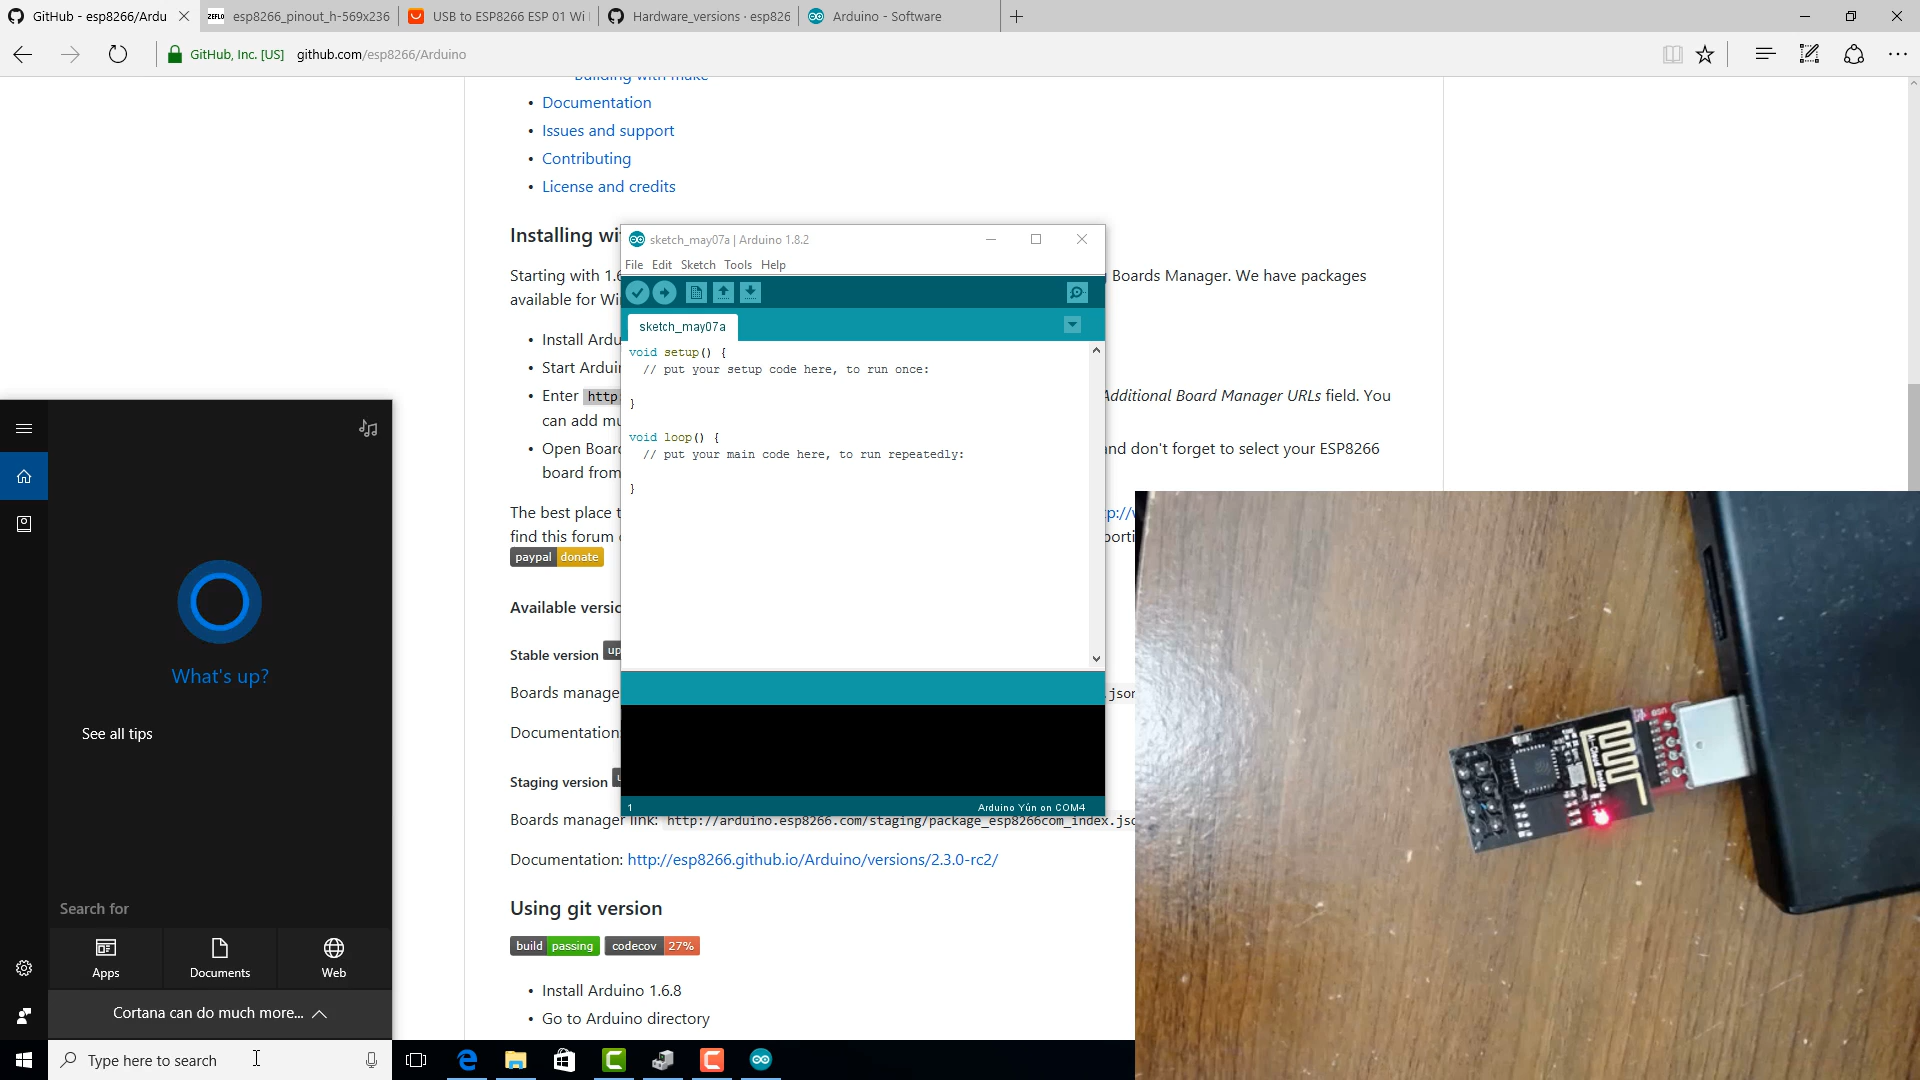 GitHub - esp8266/Ardu
ZEFLO esp8266_pinout_h-569x236
USB to ESP8266 ESP 01 Wi
Hardware_versions · esp826
Arduino - Software
GitHub, Inc. [US] github.com/esp8266/Arduino
Building with make
• Documentation
• Issues and support
• Contributing
• License and credits
Installing wi
Starting with 1.6
Boards Manager. We have packages
available for Wi
• Install Ardu
• Start Ardui
• Enter http
Additional Board Manager URLs field. You
can add mu
• Open Boar
and don't forget to select your ESP8266
board from
The best place t
find this forum
paypal donate
Available versio
Stable version up
Boards manage
.jsor
Documentation
Staging version
Boards manager link: http://arduino.esp8266.com/staging/package_esp8266com_index.jso
Documentation: http://esp8266.github.io/Arduino/versions/2.3.0-rc2/
Using git version
build passing codecov 27%
• Install Arduino 1.6.8
• Go to Arduino directory
sketch_may07a | Arduino 1.8.2
File Edit Sketch Tools Help
sketch_may07a
void setup() {
// put your setup code here, to run once:
}
void loop() {
// put your main code here, to run repeatedly:
}
1
Arduino Yún on COM4
What's up?
See all tips
Search for
Apps
Documents
Web
Cortana can do much more...
Type here to search